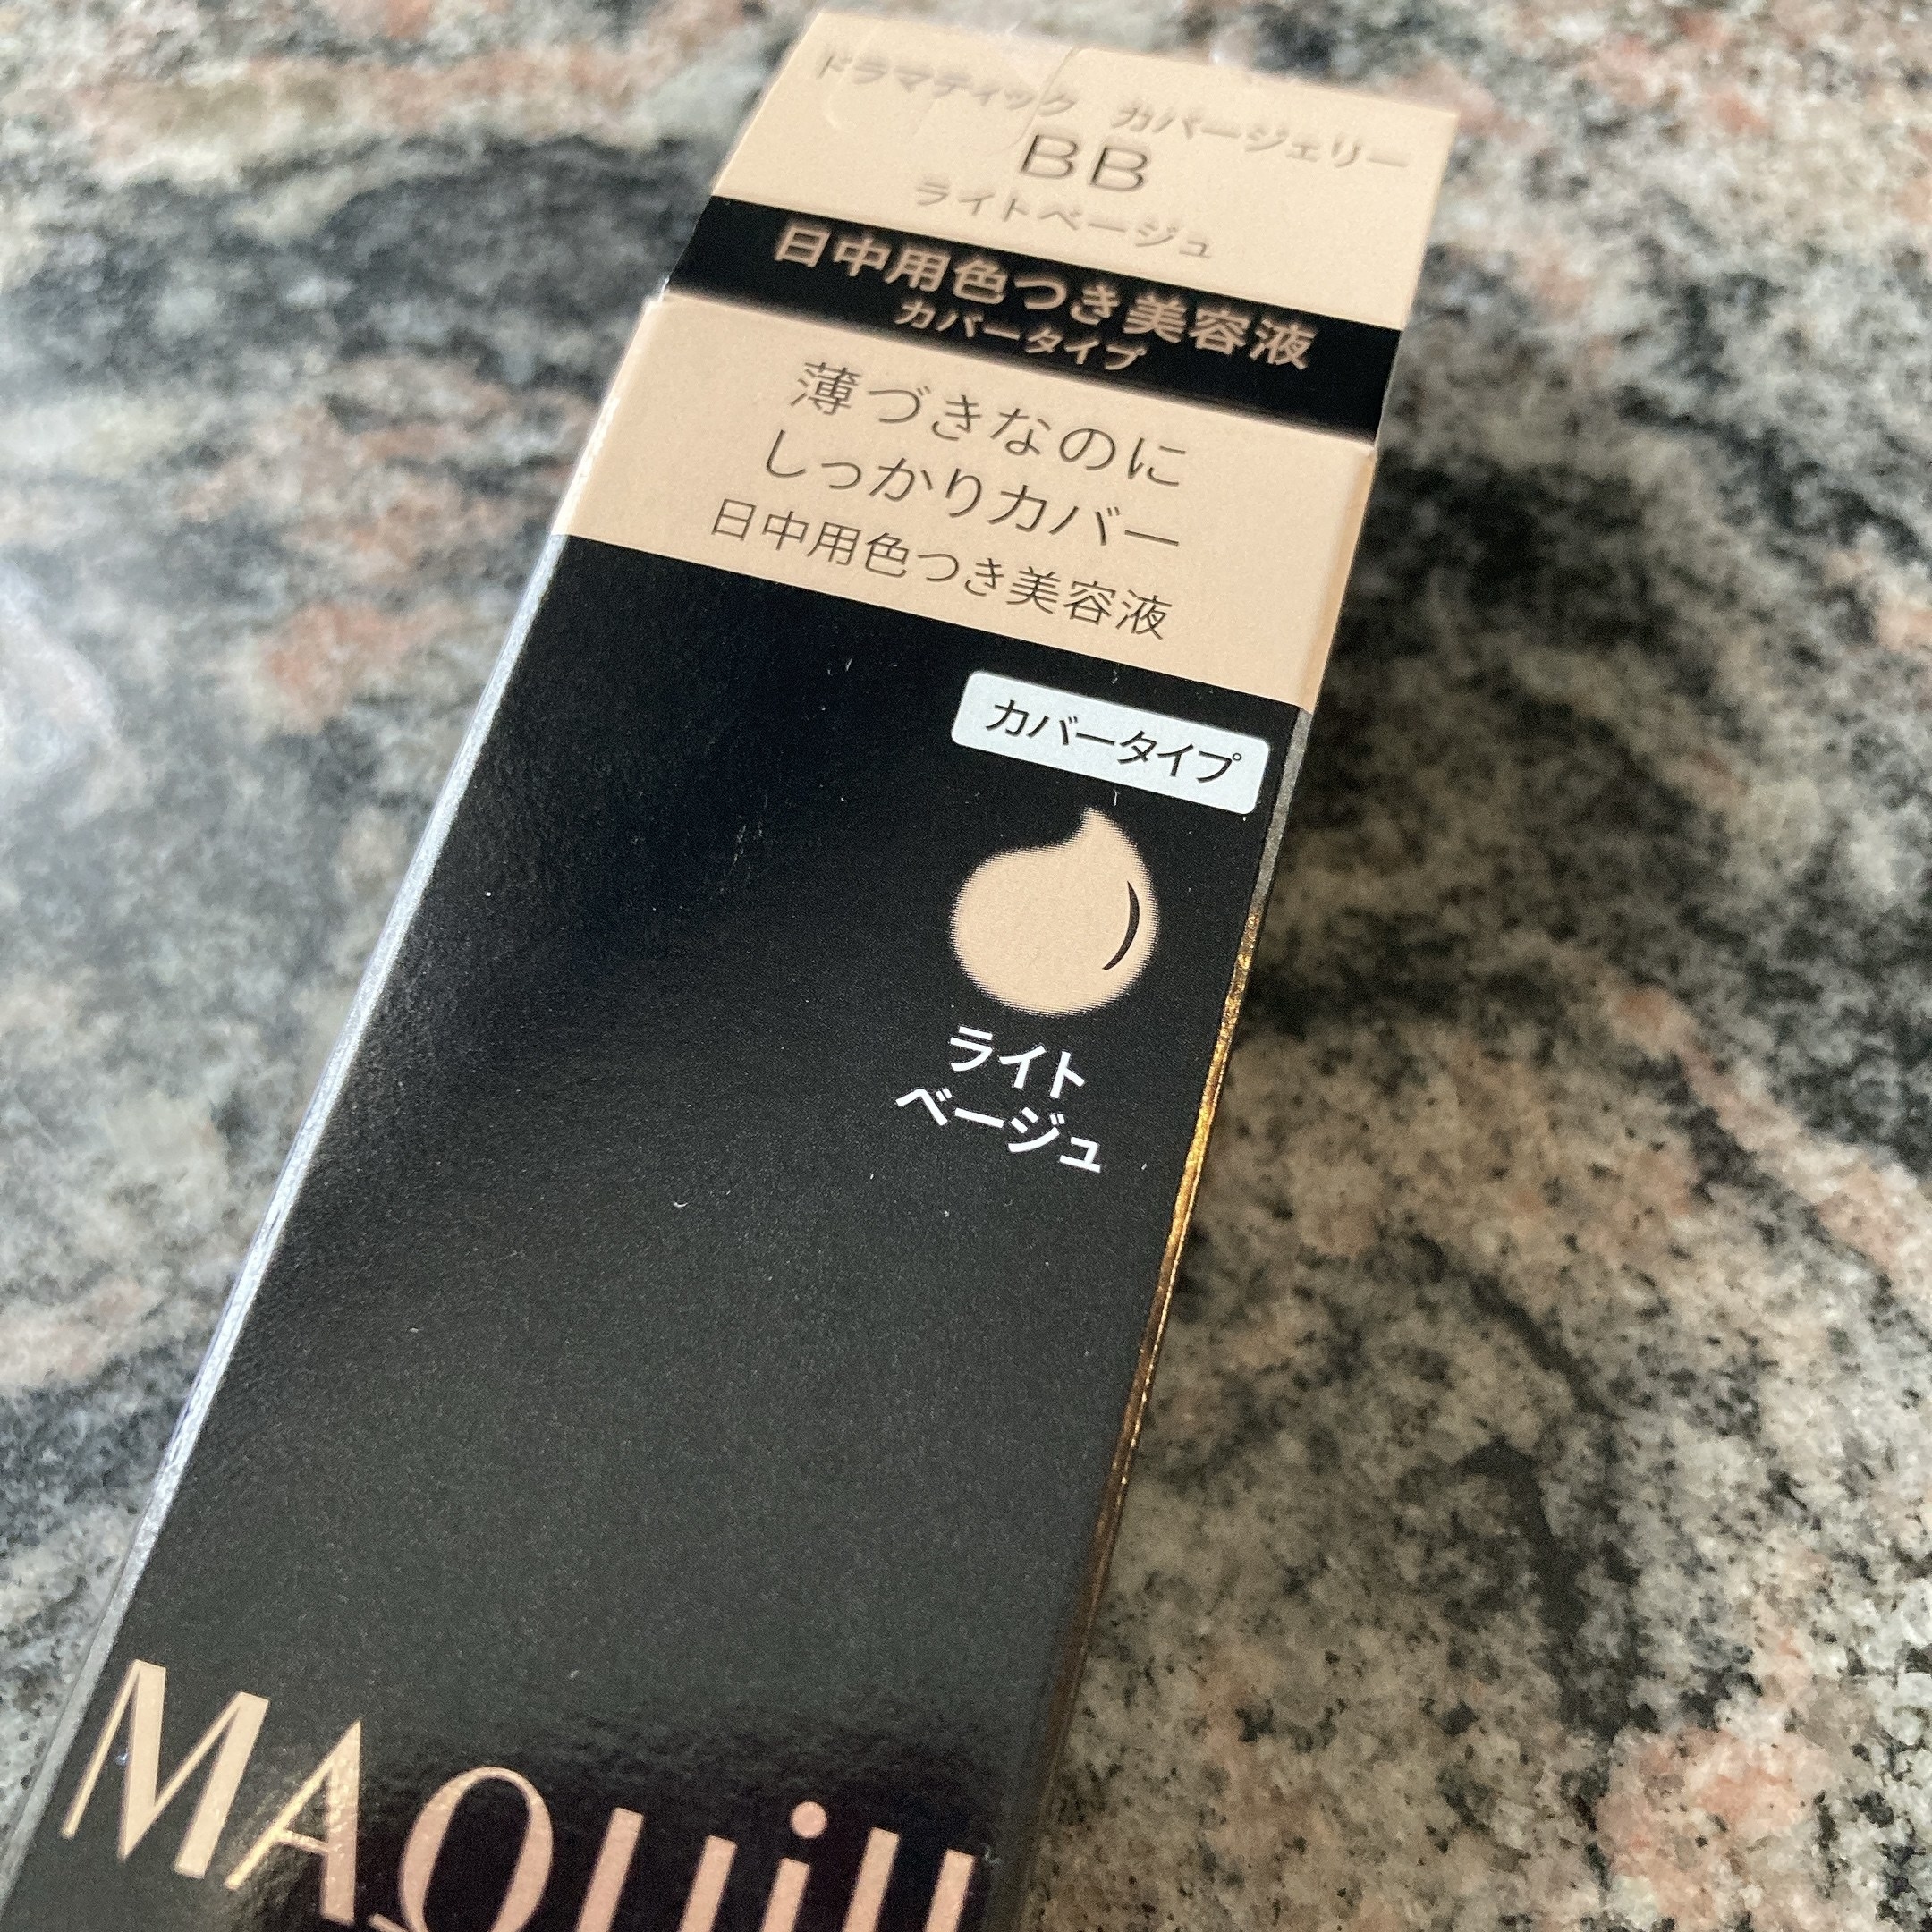 ドラマティック カバージェリー
BB
ライトベージュ
日中用色つき美容液
カバータイプ
薄づきなのに
しっかりカバー
日中用色つき美容液
カバータイプ
ライト
ベージュ
MAQuill